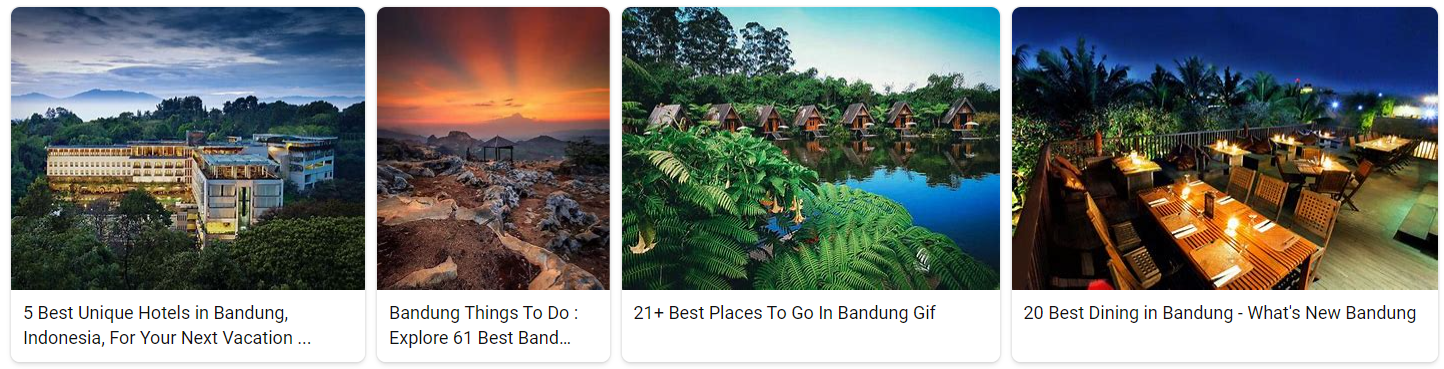 5 Best Unique Hotels in Bandung,
Indonesia, For Your Next Vacation ...
Bandung Things To Do :
Explore 61 Best Band...
21+ Best Places To Go In Bandung Gif
20 Best Dining in Bandung - What's New Bandung